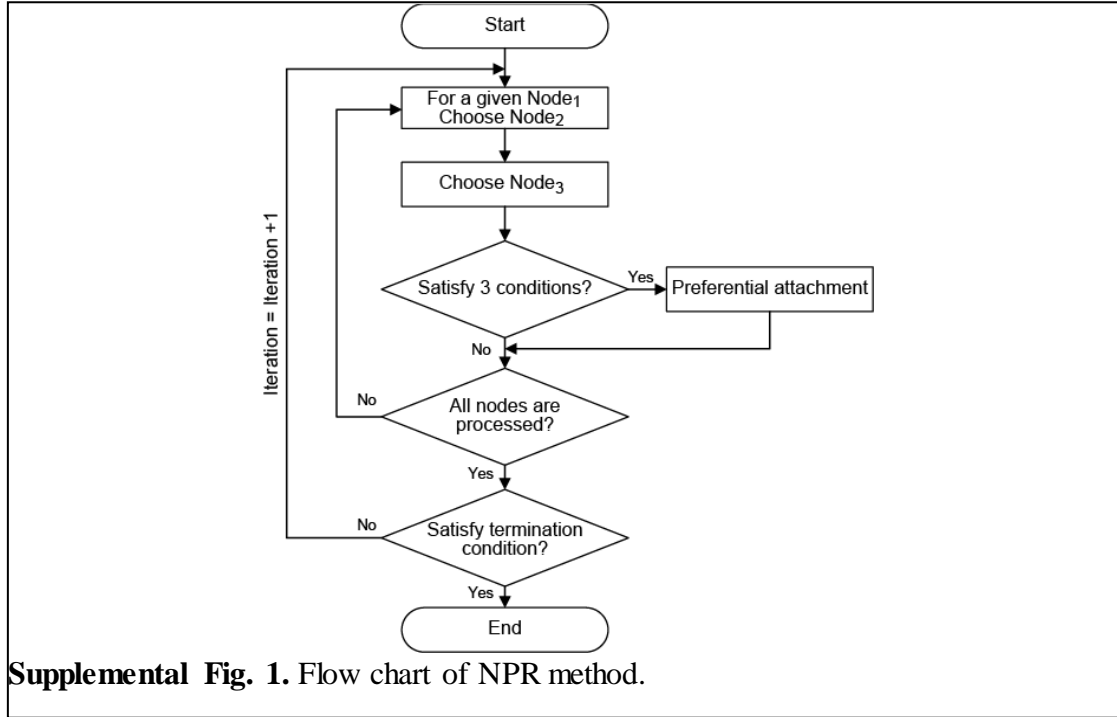 Start
Iteration = Iteration +1
For a given Node1
Choose Node2
Choose Node3
Satisfy 3 conditions?
Yes
Preferential attachment
No
All nodes are
processed?
No
Yes
Satisfy termination
condition?
No
Yes
End
Supplemental Fig. 1. Flow chart of NPR method.